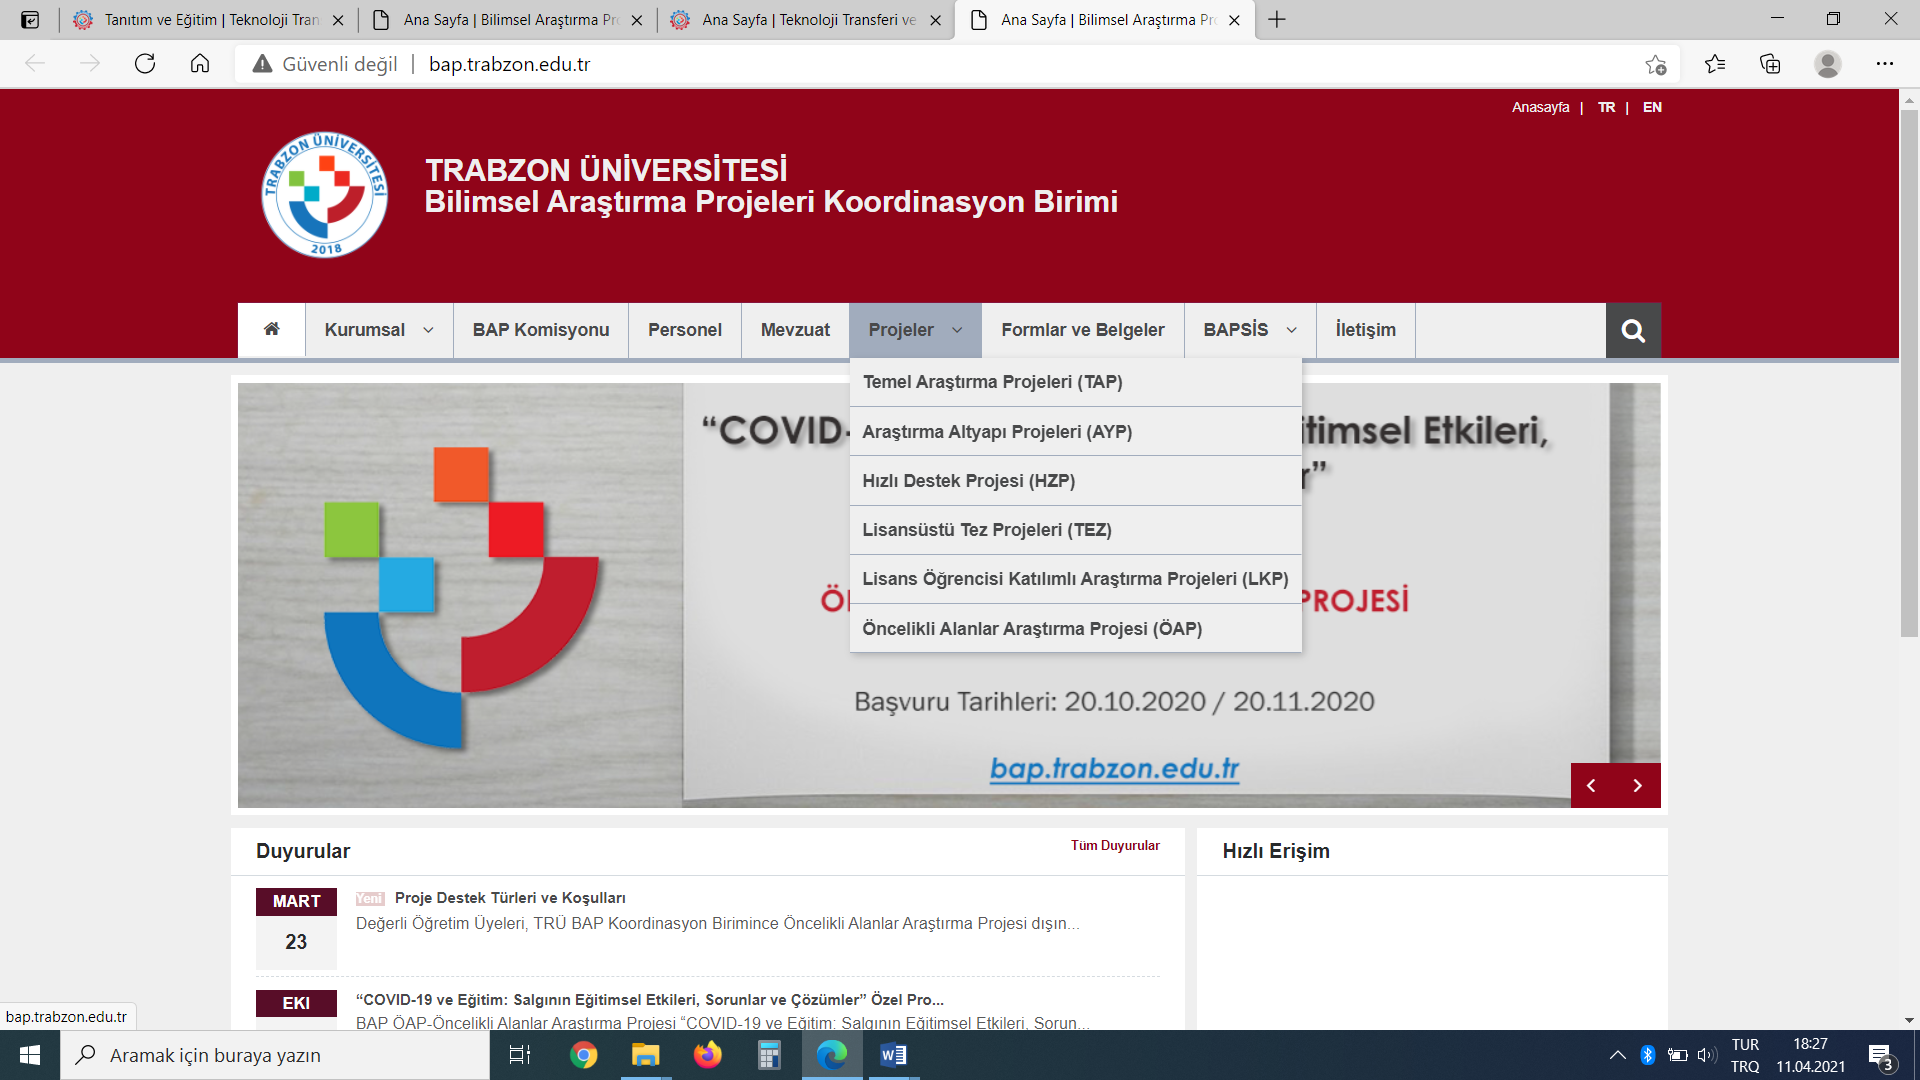 Tanıtım ve Eğitim | Teknoloji Tran
Ana Sayfa | Bilimsel Araştırma Pro
Ana Sayfa | Teknoloji Transferi ve
Ana Sayfa | Bilimsel Araştırma Pro
Güvenli değil | bap.trabzon.edu.tr
Anasayfa | TR | EN
TRABZON ÜNİVERSİTESİ
2018
TRABZON ÜNİVERSİTESİ
Bilimsel Araştırma Projeleri Koordinasyon Birimi
Kurumsal
BAP Komisyonu
Personel
Mevzuat
Projeler
Formlar ve Belgeler
BAPSİS
İletişim
Temel Araştırma Projeleri (TAP)
Araştırma Altyapı Projeleri (AYP)
Hızlı Destek Projesi (HZP)
Lisansüstü Tez Projeleri (TEZ)
Lisans Öğrencisi Katılımlı Araştırma Projeleri (LKP)
Öncelikli Alanlar Araştırma Projesi (ÖAP)
“COVID- itimsel Etkileri,
r”
PROJESİ
Başvuru Tarihleri: 20.10.2020 / 20.11.2020
bap.trabzon.edu.tr
Duyurular
Tüm Duyurular
Hızlı Erişim
MART
23
Yeni Proje Destek Türleri ve Koşulları
Değerli Öğretim Üyeleri, TRÜ BAP Koordinasyon Birimince Öncelikli Alanlar Araştırma Projesi dışın...
EKI
“COVID-19 ve Eğitim: Salgının Eğitimsel Etkileri, Sorunlar ve Çözümler” Özel Pro...
BAP ÖAP-Öncelikli Alanlar Araştırma Projesi “COVID-19 ve Eğitim: Salgının Eğitimsel Etkileri, Sorun...
bap.trabzon.edu.tr
Aramak için buraya yazın
TUR
TRQ
18:27
11.04.2021
3